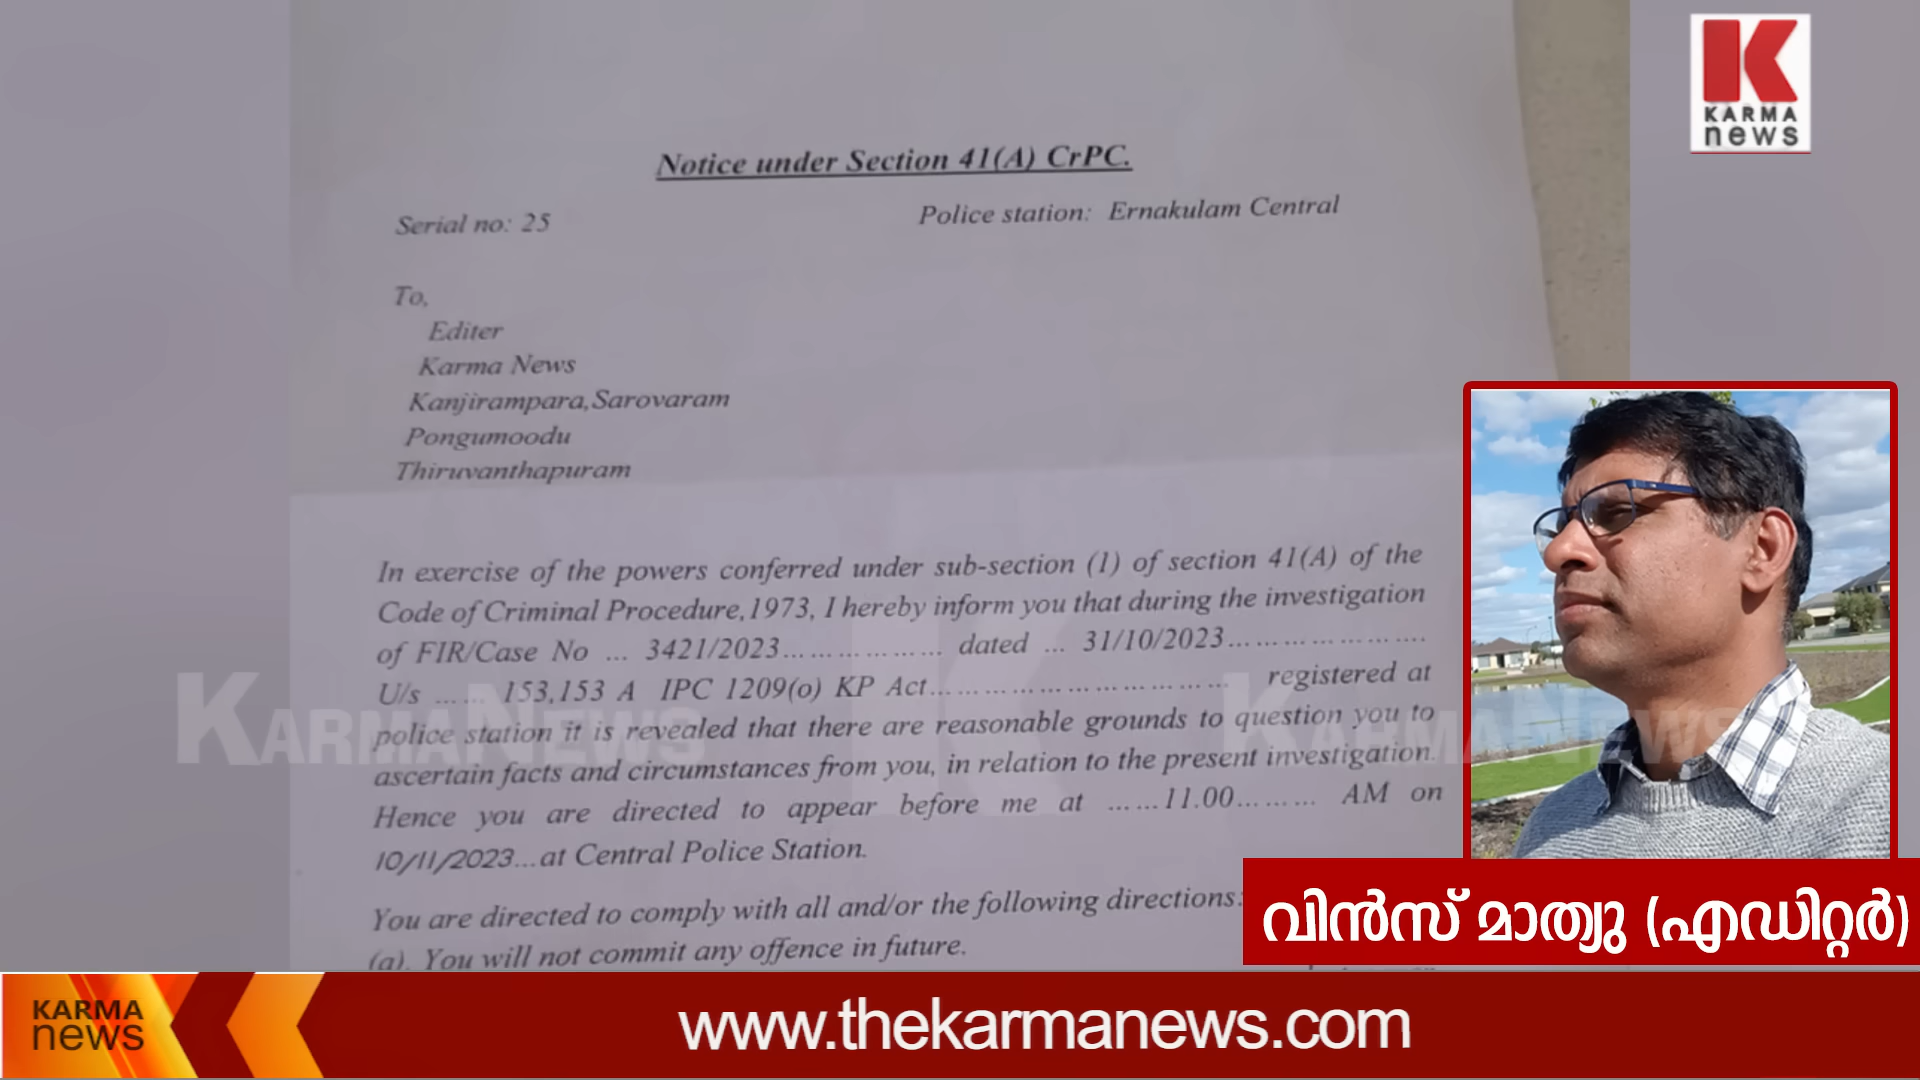 K
KARMA
news
Notice under Section 41(A) CrPC.
Serial no: 25
Police station: Ernakulam Central
To,
Editer
Karma News
Kanjirampara,Sarovaram
Pongumoodu
Thiruvanthapuram
In exercise of the powers conferred under sub-section (1) of section 41(A) of the
Code of Criminal Procedure,1973, I hereby inform you that during the investigation
of FIR/Case No ... 3421/2023.................. dated ... 31/10/2023......................
U/s ...... 153,153 A IPC 1209(o) KP Act................................. registered at
police station it is revealed that there are reasonable grounds to question you to
ascertain facts and circumstances from you, in relation to the present investigation.
Hence you are directed to appear before me at ......11.00......... AM on
10/11/2023...at Central Police Station.
You are directed to comply with all and/or the following directions:
(a). You will not commit any offence in future.
KARMANEWS
KARMANEWS
വിൻസ് മാത്യു (എഡിറ്റർ)
KARMA
news
www.thekarmanews.com